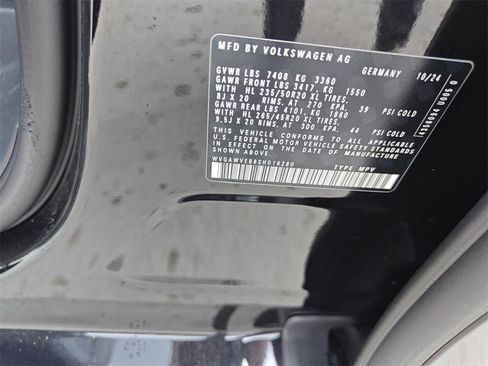 MFD BY VOLKSWAGEN AG
GERMANY 10/24
GVWR LBS 7408 KG 3360
GAWR FRONT LBS 3417, KG 1550
WITH HL 235/50R20 XL TIRES,
8J X 20 RIMS, AT 270 KPA, 39 PSI COLD
GAWR REAR LBS 4101, KG 1860
WITH HL 265/45R20 XL TIRES,
9.5J X 20 RIMS, AT 300 KPA, 44 PSI COLD
THIS VEHICLE CONFORMS TO ALL APPLICABLE
U.S. FEDERAL MOTOR VEHICLE SAFETY STANDARDS
IN EFFECT ON THE DATE OF MANUFACTURE
SHOWN ABOVE.
TYPE MPV